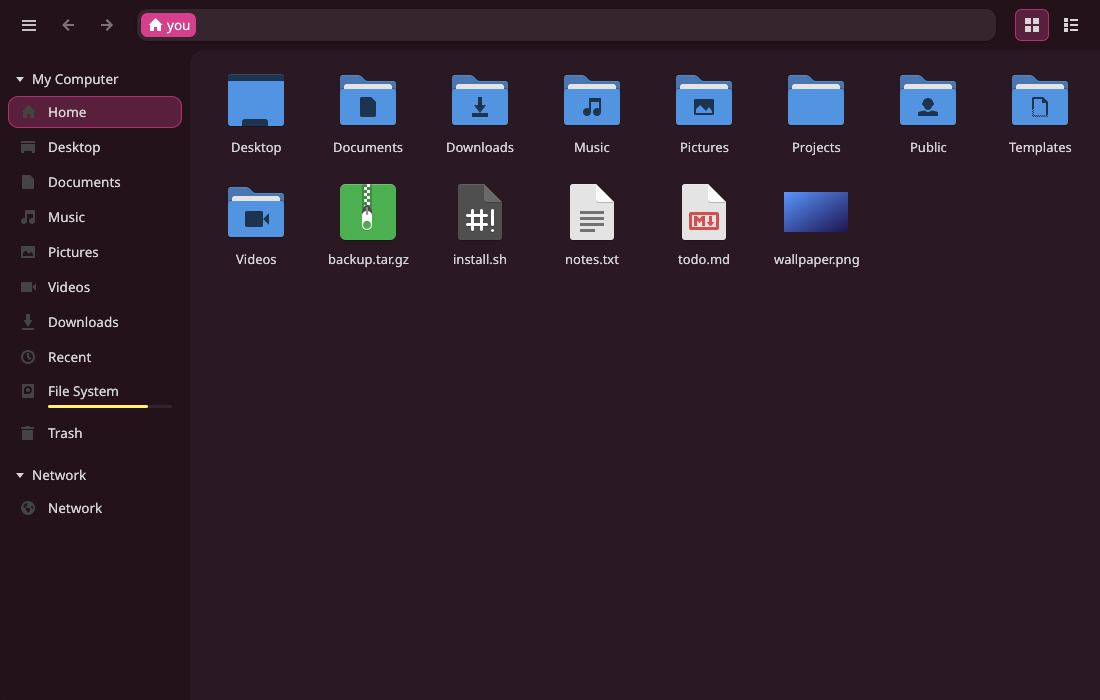 you
My Computer
Home
Desktop
Documents
Music
Pictures
Videos
Downloads
Recent
File System
Trash
Network
Network
Desktop
Documents
Downloads
Music
Pictures
Projects
Public
Templates
#!
M
Videos
backup.tar.gz
install.sh
notes.txt
todo.md
wallpaper.png